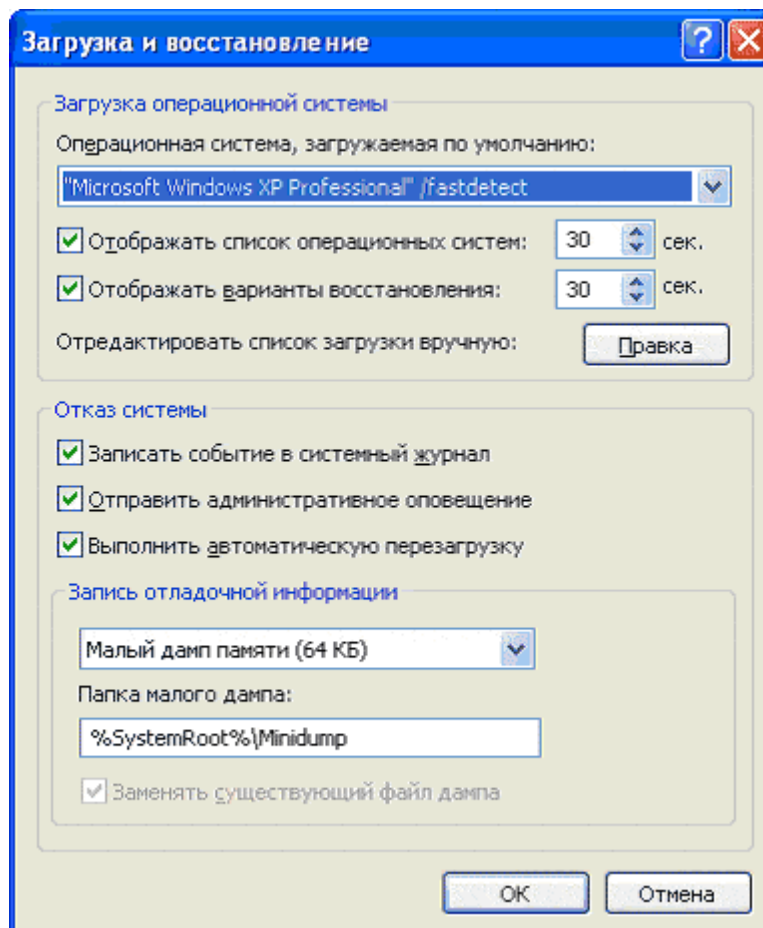 Загрузка и восстановление
Загрузка операционной системы
Операционная система, загружаемая по умолчанию:
"Microsoft Windows XP Professional" /fastdetect
Отображать список операционных систем: 30 сек.
Отображать варианты восстановления: 30 сек.
Отредактировать список загрузки вручную: Правка
Отказ системы
Записать событие в системный журнал
Отправить административное оповещение
Выполнить автоматическую перезагрузку
Запись отладочной информации
Малый дамп памяти (64 КБ)
Папка малого дампа:
%SystemRoot%\Minidump
Заменять существующий файл дампа
ОК Отмена